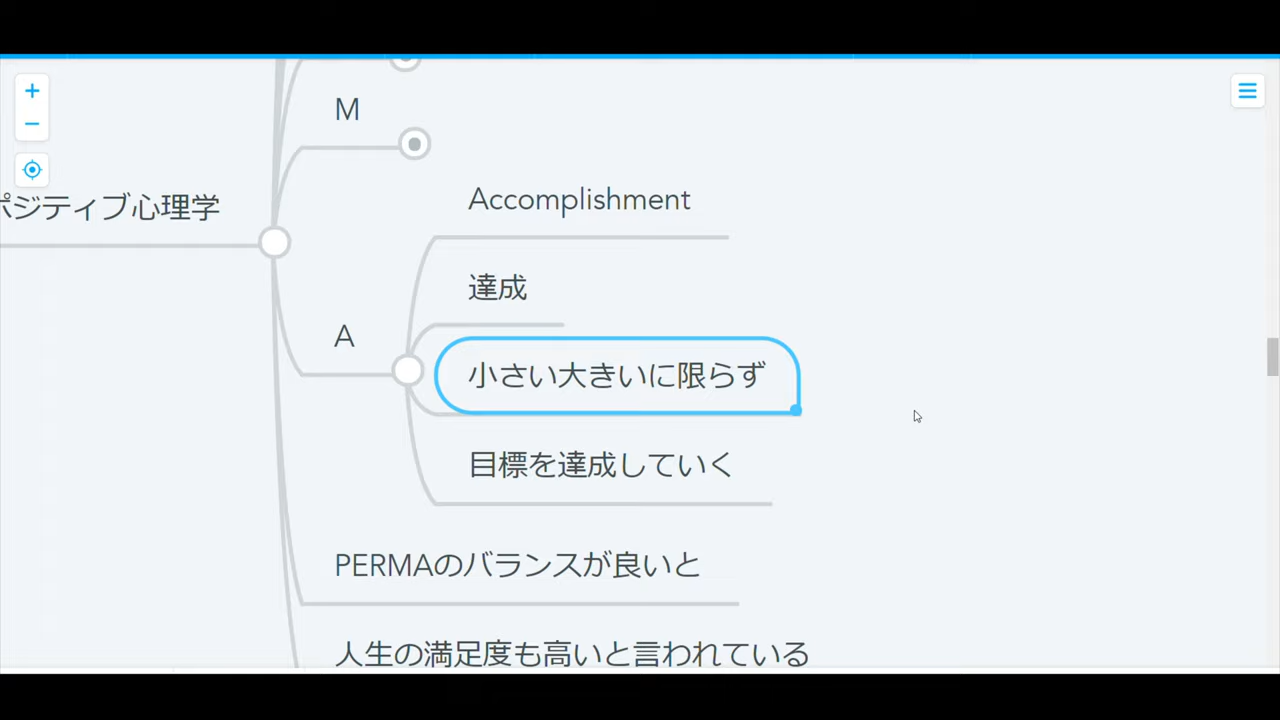 M
ポジティブ心理学
Accomplishment
達成
A
小さい大きいに限らず
目標を達成していく
PERMAのバランスが良いと
人生の満足度も高いと言われている